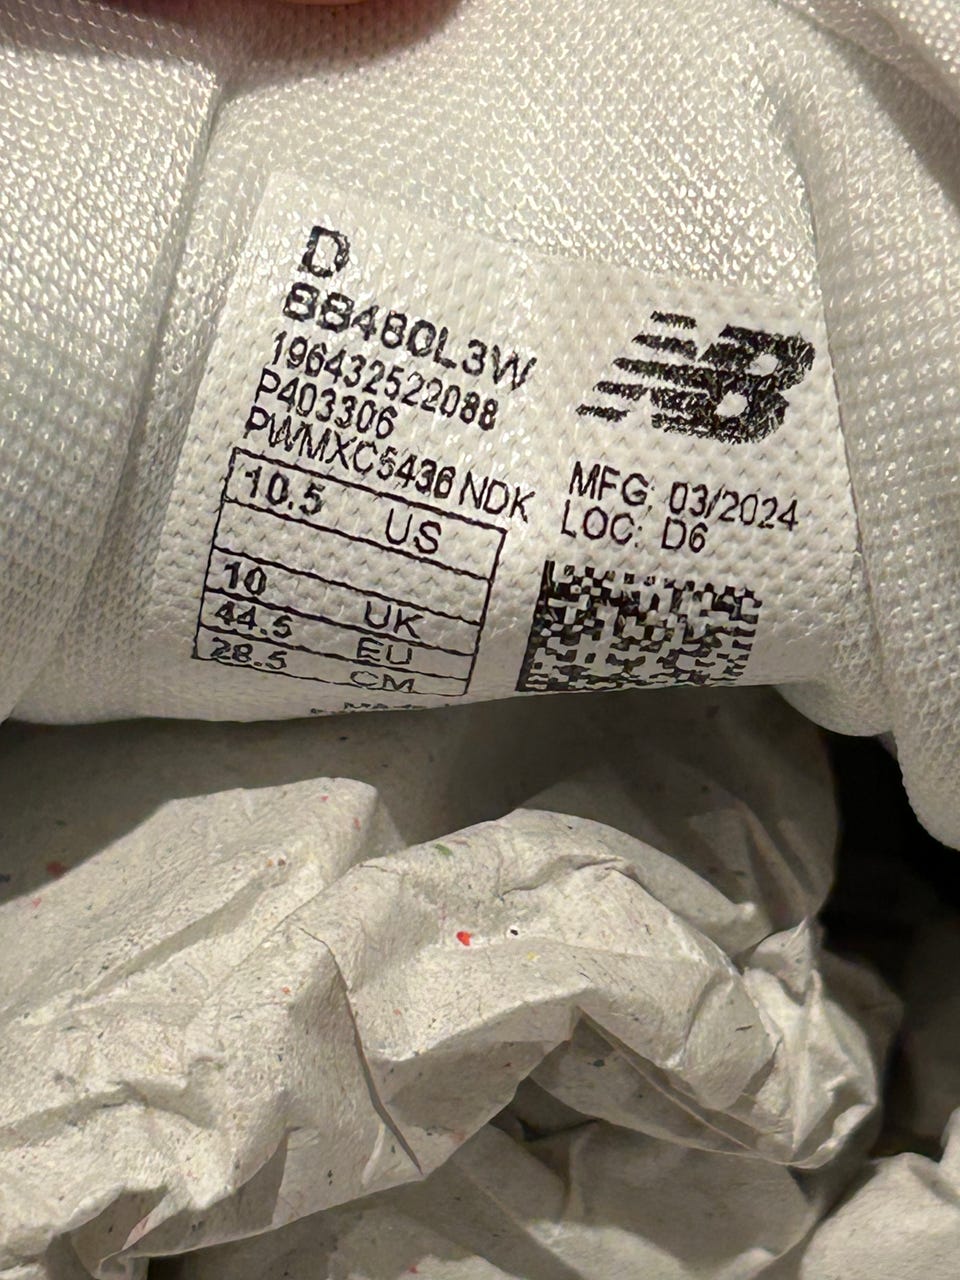 D
BB480L3W
196432522088
P403306
PWMXC5436 NDK
10.5 US
10 UK
44.5 EU
28.5 CM
NB
MFG: 03/2024
LOC: D6